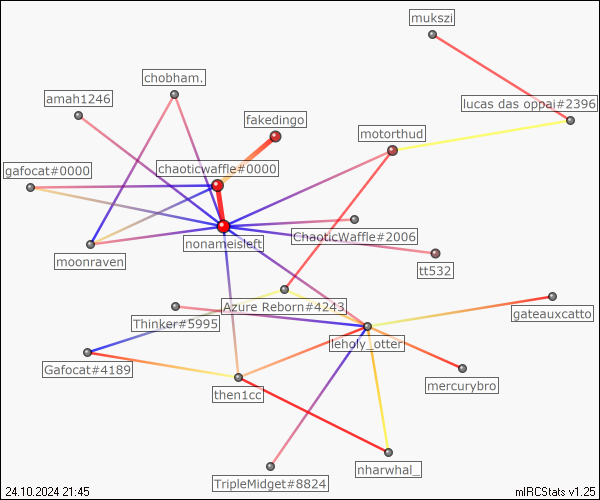 mukszi
chobham.
amah1246
lucas das oppai#2396
fakedingo
motorthud
gafocat#0000
chaoticwaffle#0000
nonameisleft
ChaoticWaffle#2006
moonraven
tt532
Azure Reborn#4243
gateauxcatto
Thinker#5995
leholy_otter
Gafocat#4189
mercurybro
then1cc
nharwhal_
TripleMidget#8824
24.10.2024 21:45
mIRCStats v1.25